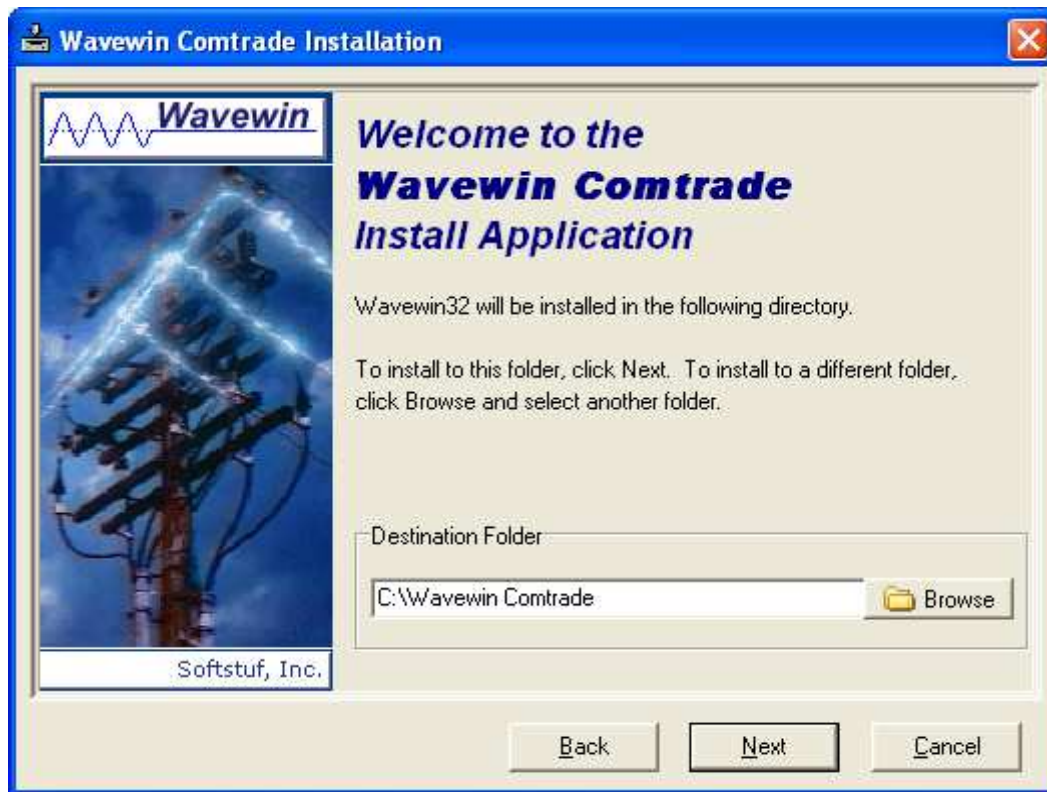 Wavewin Comtrade Installation
Wavewin
Welcome to the
Wavewin Comtrade
Install Application
Wavewin32 will be installed in the following directory.
To install to this folder, click Next. To install to a different folder,
click Browse and select another folder.
Destination Folder
C:\Wavewin Comtrade
Browse
Softstuf, Inc.
Back
Next
Cancel